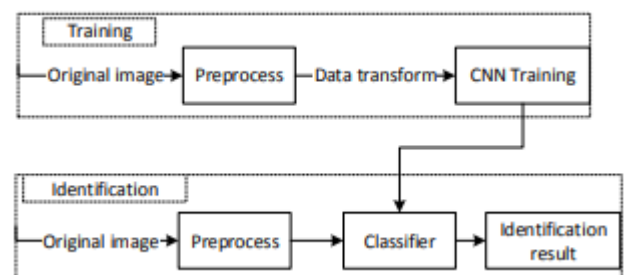 Training
Original image
Preprocess
Data transform
CNN Training
Identification
Original image
Preprocess
Classifier
Identification
result